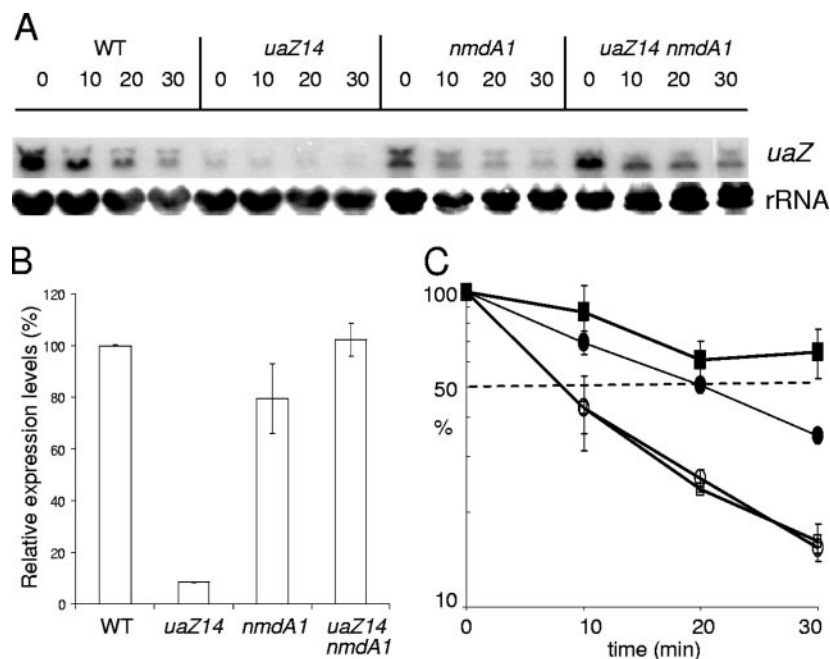 A
WT uaZ14 nmdA1 uaZ14 nmdA1
0 10 20 30 0 10 20 30 0 10 20 30 0 10 20 30
uaZ
rRNA
B
Relative expression levels (%)
120
100
80
60
40
20
0
WT uaZ14 nmdA1 uaZ14
nmdA1
C
100
50
%
10
0 10 20 30
time (min)